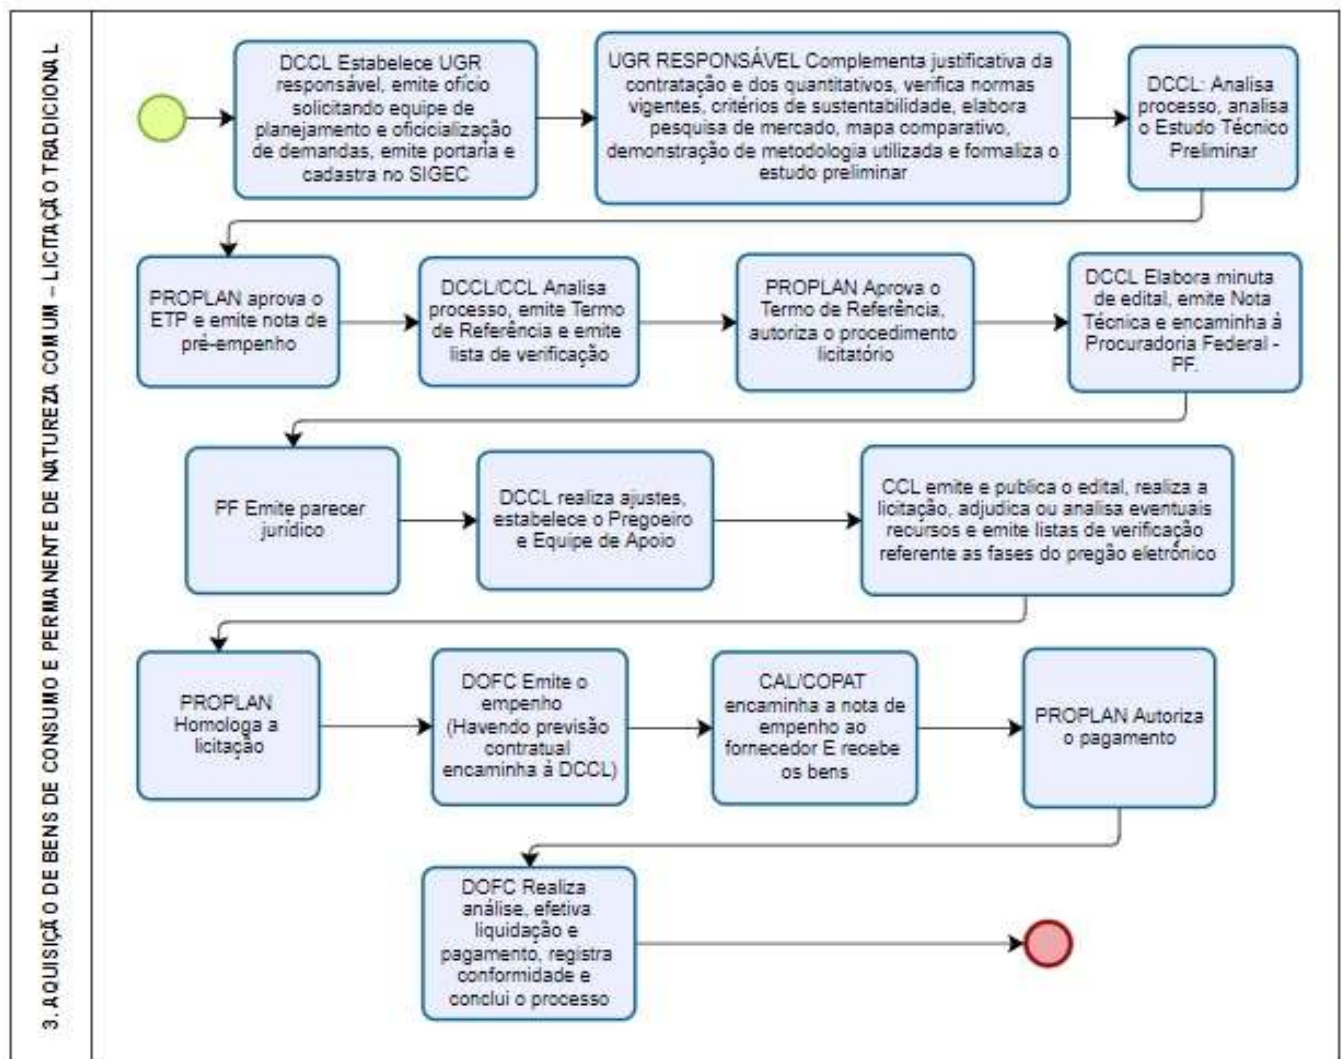 3. AQUISIÇÃO DE BENS DE CONSUMO E PERMANENTE DE NATUREZA COMUM – LICITAÇÃO TRADICIONAL
DCCL Estabelece UGR
responsável, emite ofício
solicitando equipe de
planejamento e oficicialização
de demandas, emite portaria e
cadastra no SIGEC
UGR RESPONSÁVEL Complementa justificativa da
contratação e dos quantitativos, verifica normas
vigentes, critérios de sustentabilidade, elabora
pesquisa de mercado, mapa comparativo,
demonstração de metodologia utilizada e formaliza o
estudo preliminar
DCCL: Analisa
processo, analisa
o Estudo Técnico
Preliminar
PROPLAN aprova o
ETP e emite nota de
pré-empenho
DCCL/CCL Analisa
processo, emite Termo
de Referência e emite
lista de verificação
PROPLAN Aprova o
Termo de Referência,
autoriza o procedimento
licitatório
DCCL Elabora minuta
de edital, emite Nota
Técnica e encaminha à
Procuradoria Federal -
PF.
PF Emite parecer
jurídico
DCCL realiza ajustes,
estabelece o Pregoeiro
e Equipe de Apoio
CCL emite e publica o edital, realiza a
licitação, adjudica ou analisa eventuais
recursos e emite listas de verificação
referente as fases do pregão eletrônico
PROPLAN
Homologa a
licitação
DOFC Emite o
empenho
(Havendo previsão
contratual
encaminha à DCCL)
CAL/COPAT
encaminha a nota de
empenho ao
fornecedor E recebe
os bens
PROPLAN Autoriza
o pagamento
DOFC Realiza
análise, efetiva
liquidação e
pagamento, registra
conformidade e
conclui o processo